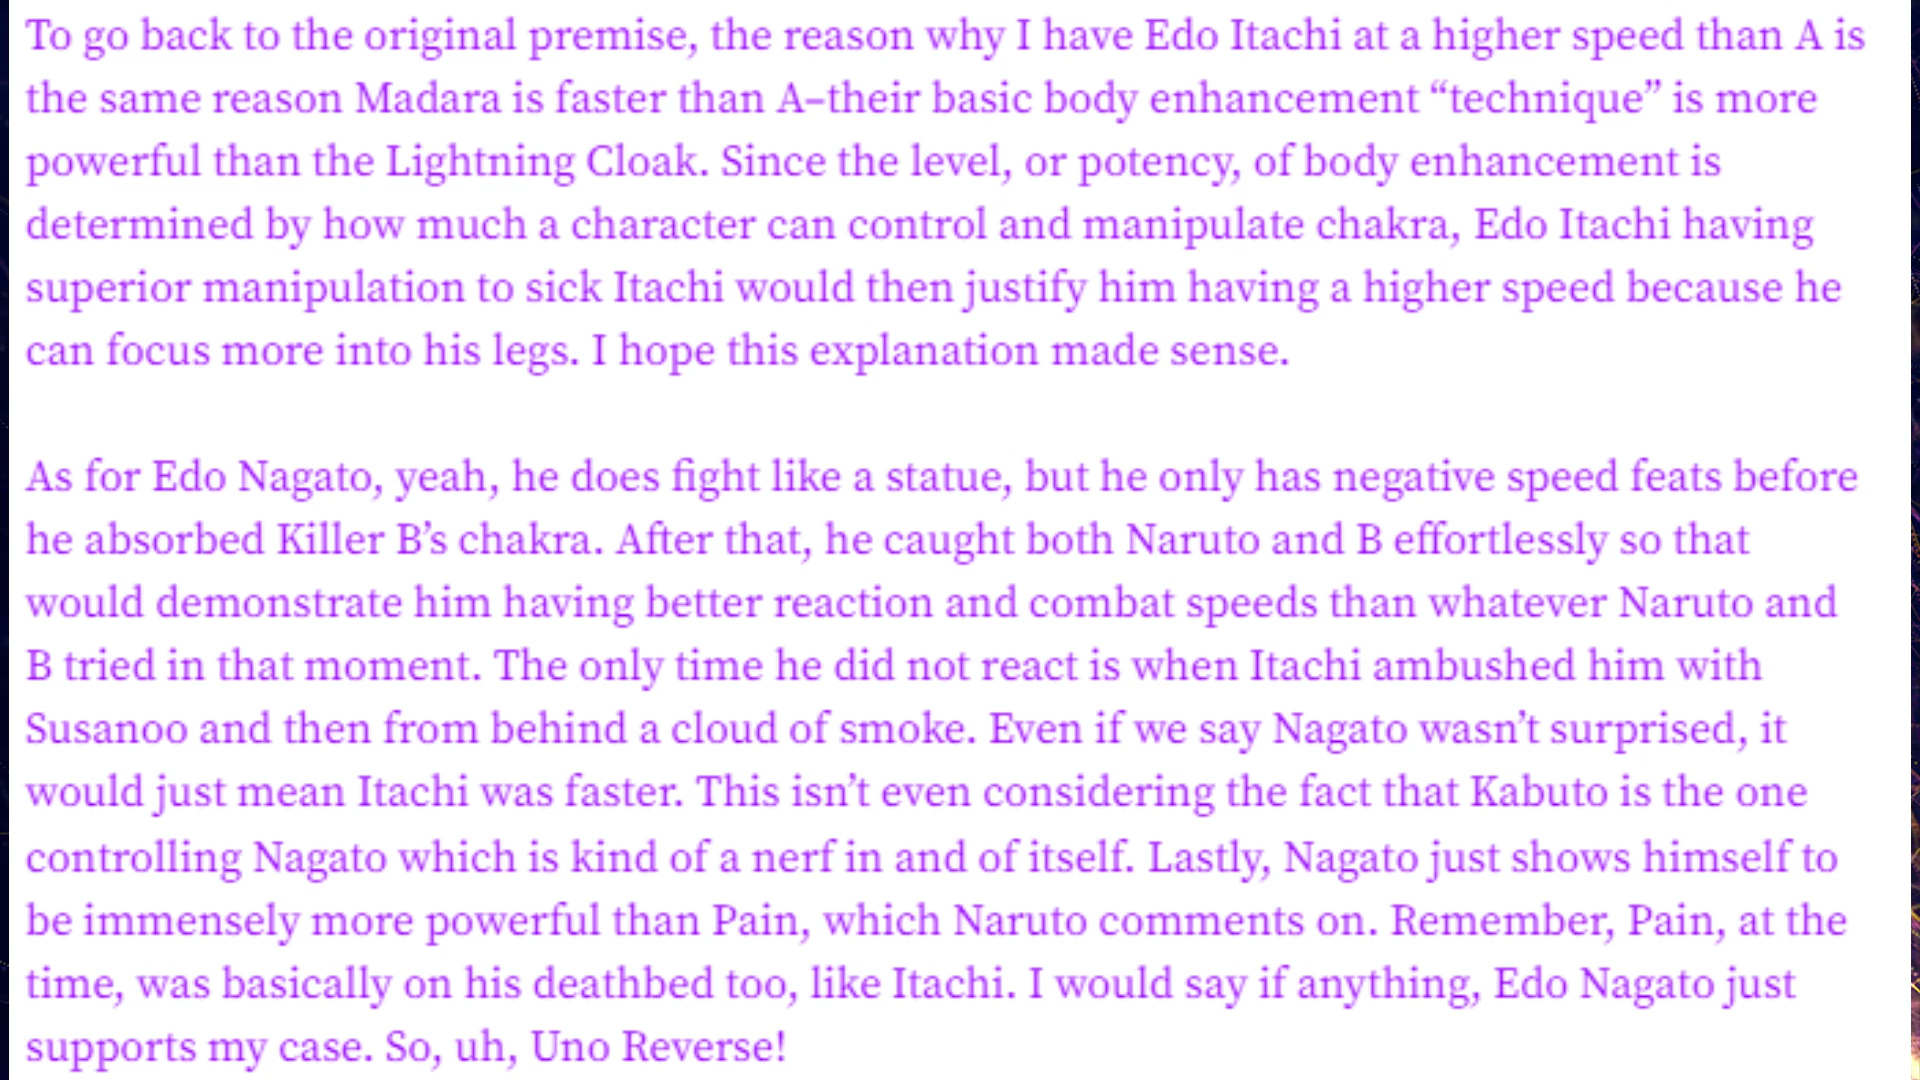 To go back to the original premise, the reason why I have Edo Itachi at a higher speed than A is
the same reason Madara is faster than A–their basic body enhancement “technique” is more
powerful than the Lightning Cloak. Since the level, or potency, of body enhancement is
determined by how much a character can control and manipulate chakra, Edo Itachi having
superior manipulation to sick Itachi would then justify him having a higher speed because he
can focus more into his legs. I hope this explanation made sense.
As for Edo Nagato, yeah, he does fight like a statue, but he only has negative speed feats before
he absorbed Killer B’s chakra. After that, he caught both Naruto and B effortlessly so that
would demonstrate him having better reaction and combat speeds than whatever Naruto and
B tried in that moment. The only time he did not react is when Itachi ambushed him with
Susanoo and then from behind a cloud of smoke. Even if we say Nagato wasn’t surprised, it
would just mean Itachi was faster. This isn’t even considering the fact that Kabuto is the one
controlling Nagato which is kind of a nerf in and of itself. Lastly, Nagato just shows himself to
be immensely more powerful than Pain, which Naruto comments on. Remember, Pain, at the
time, was basically on his deathbed too, like Itachi. I would say if anything, Edo Nagato just
supports my case. So, uh, Uno Reverse!